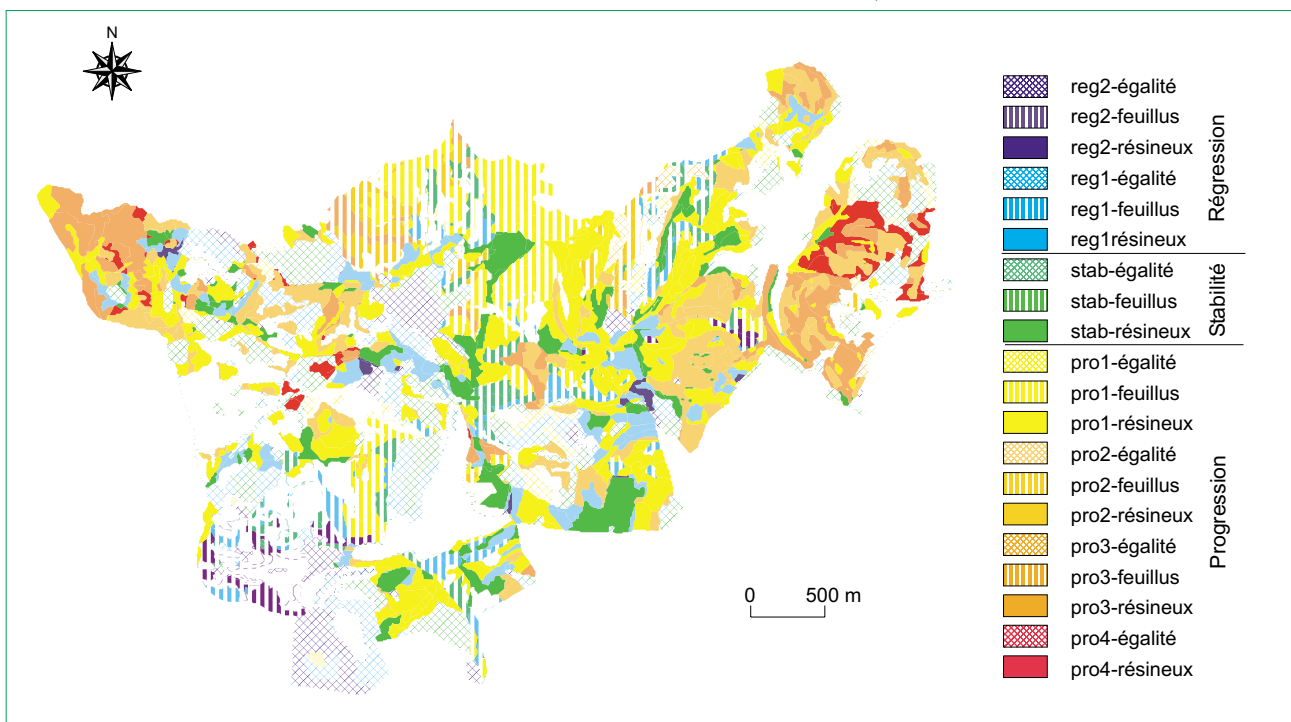 N
reg2-égalité
reg2-feuillus
reg2-résineux
reg1-égalité
reg1-feuillus
reg1résineux
Régression
stab-égalité
stab-feuillus
stab-résineux
Stabilité
pro1-égalité
pro1-feuillus
pro1-résineux
pro2-égalité
pro2-feuillus
pro2-résineux
pro3-égalité
pro3-feuillus
pro3-résineux
pro4-égalité
pro4-résineux
Progression
0 500 m